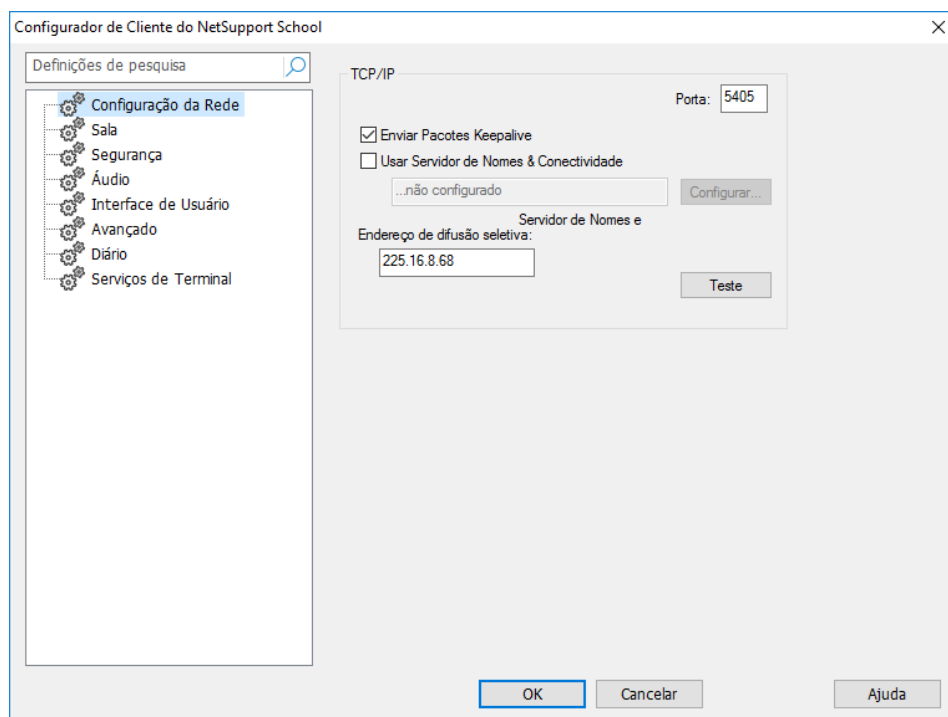 Configurador de Cliente do NetSupport School
Definições de pesquisa
Configuração da Rede
Sala
Segurança
Áudio
Interface de Usuário
Avançado
Diário
Serviços de Terminal
TCP/IP
Porta: 5405
Enviar Pacotes Keepalive
Usar Servidor de Nomes & Conectividade
...não configurado
Configurar...
Servidor de Nomes e
Endereço de difusão seletiva:
225.16.8.68
Teste
OK
Cancelar
Ajuda